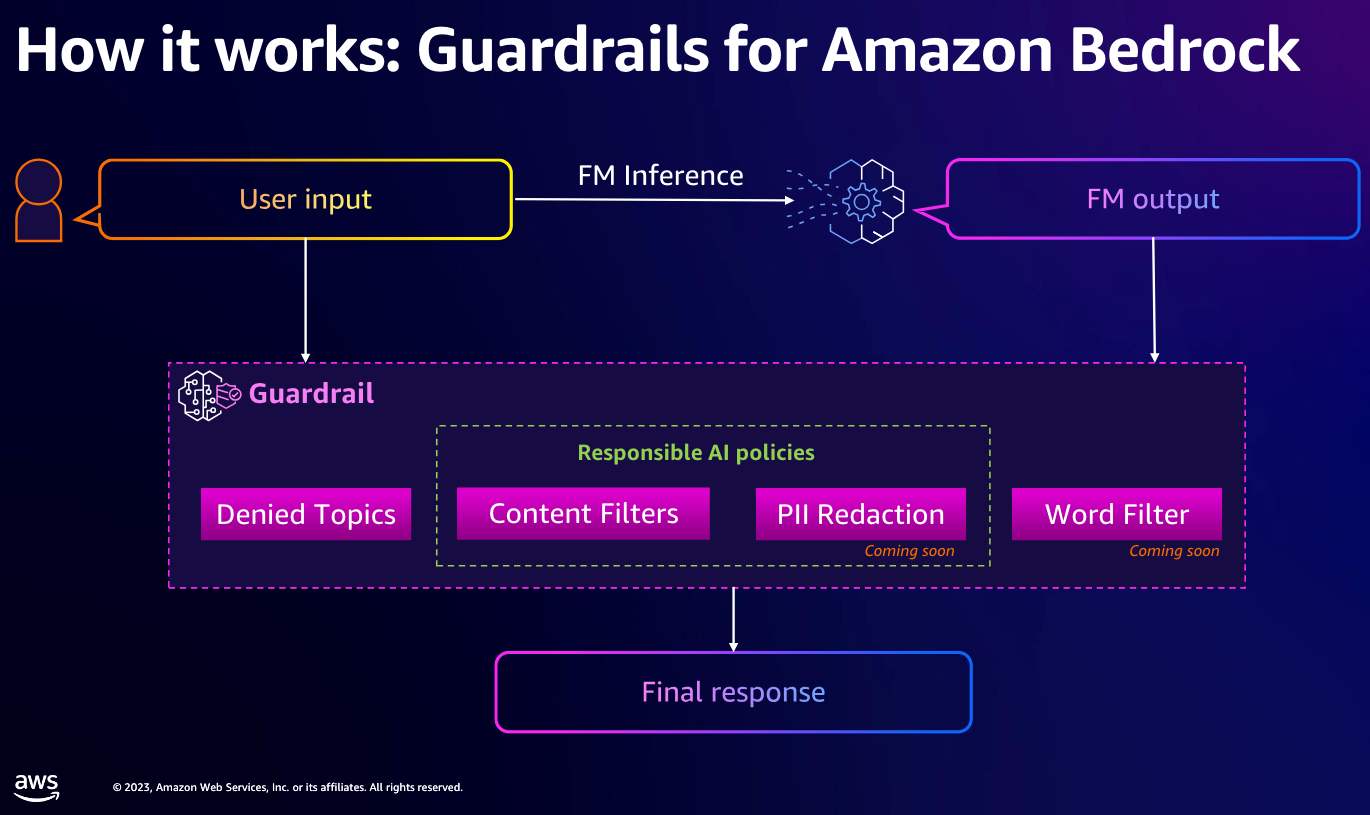 How it works: Guardrails for Amazon Bedrock
User input
FM Inference
FM output
Guardrail
Responsible AI policies
Denied Topics
Content Filters
PII Redaction
Word Filter
Coming soon
Coming soon
Final response
aws
© 2023, Amazon Web Services, Inc. or its affiliates. All rights reserved.